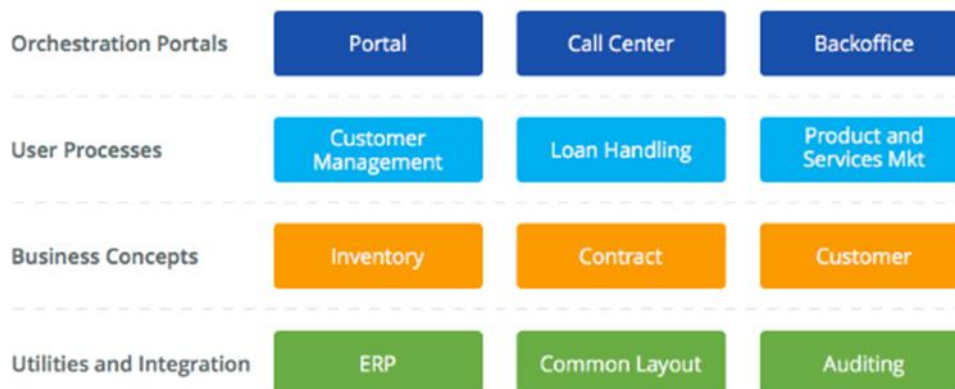 Orchestration Portals
Portal
Call Center
Backoffice
User Processes
Customer
Management
Loan Handling
Product and
Services Mkt
Business Concepts
Inventory
Contract
Customer
Utilities and Integration
ERP
Common Layout
Auditing